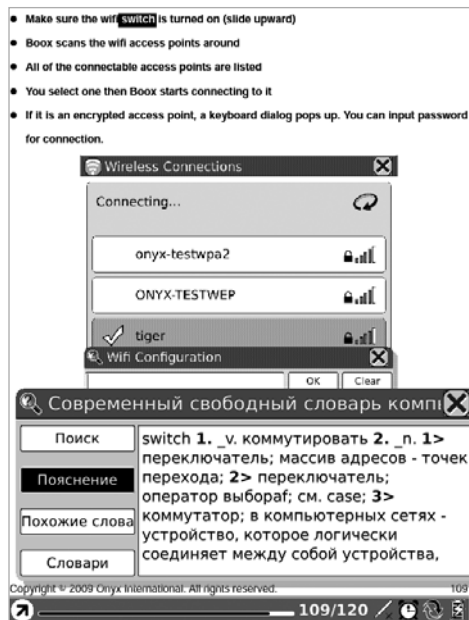 Make sure the wifi switch is turned on (slide upward)
Boox scans the wifi access points around
All of the connectable access points are listed
You select one then Boox starts connecting to it
If it is an encrypted access point, a keyboard dialog pops up. You can input password
for connection.
Wireless Connections
Connecting...
onyx-testwpa2
ONYX-TESTWEP
tiger
Wifi Configuration
OK Clear
Современный свободный словарь компь
Поиск
Пояснение
Похожие слова
Словари
switch 1. _v. коммутировать 2. _n. 1>
переключатель; массив адресов - точек
перехода; 2> переключатель;
оператор выбораf; см. case; 3>
коммутатор; в компьютерных сетях -
устройство, которое логически
соединяет между собой устройства,
Copyright © 2009 Onyx International. All rights reserved. 109
109/120